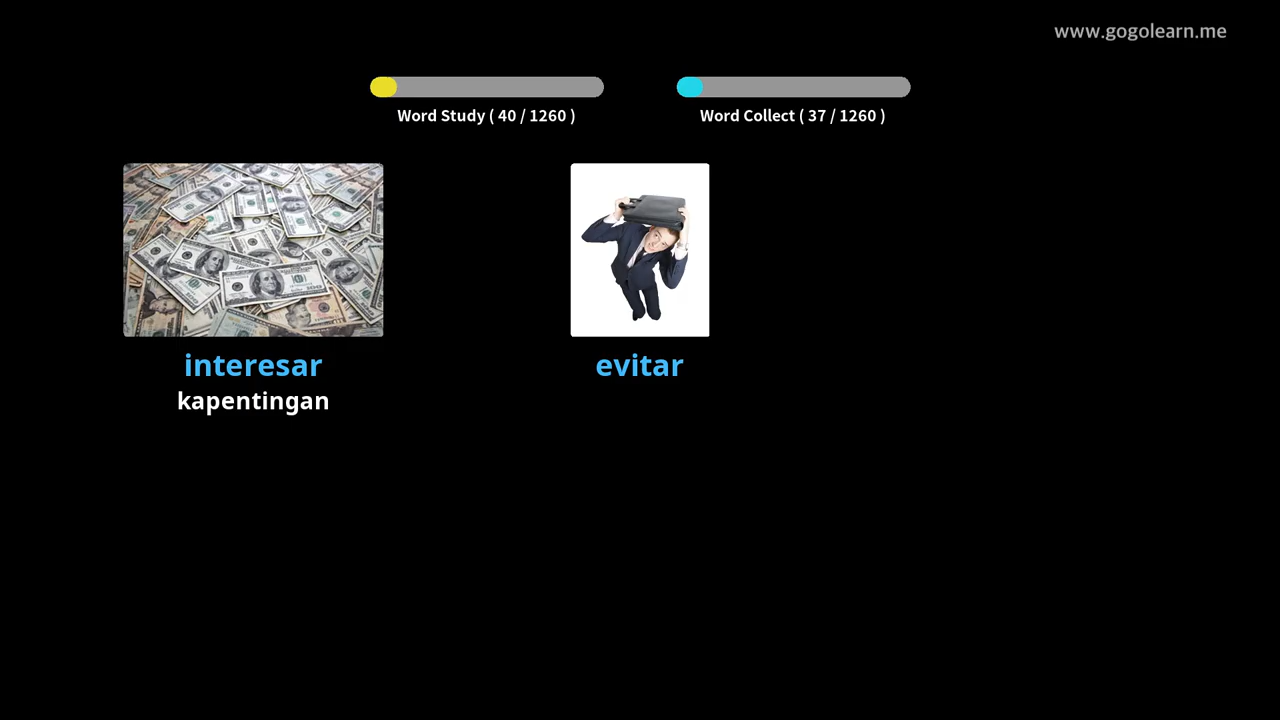 www.gogolearn.me
Word Study ( 40 / 1260 )
Word Collect ( 37 / 1260 )
interesar
kapentingan
evitar